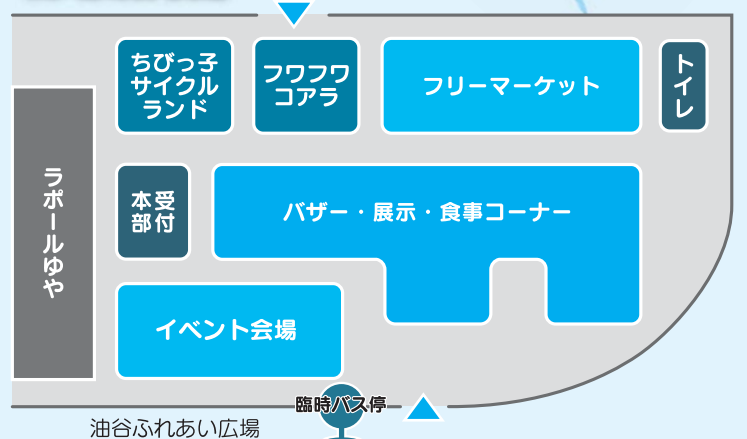 ちびっ子
サイクル
ランド
フワフワ
コアラ
フリーマーケット
トイレ
ラポールゆや
本部
受付
バザー・展示・食事コーナー
イベント会場
臨時バス停
油谷ふれあい広場